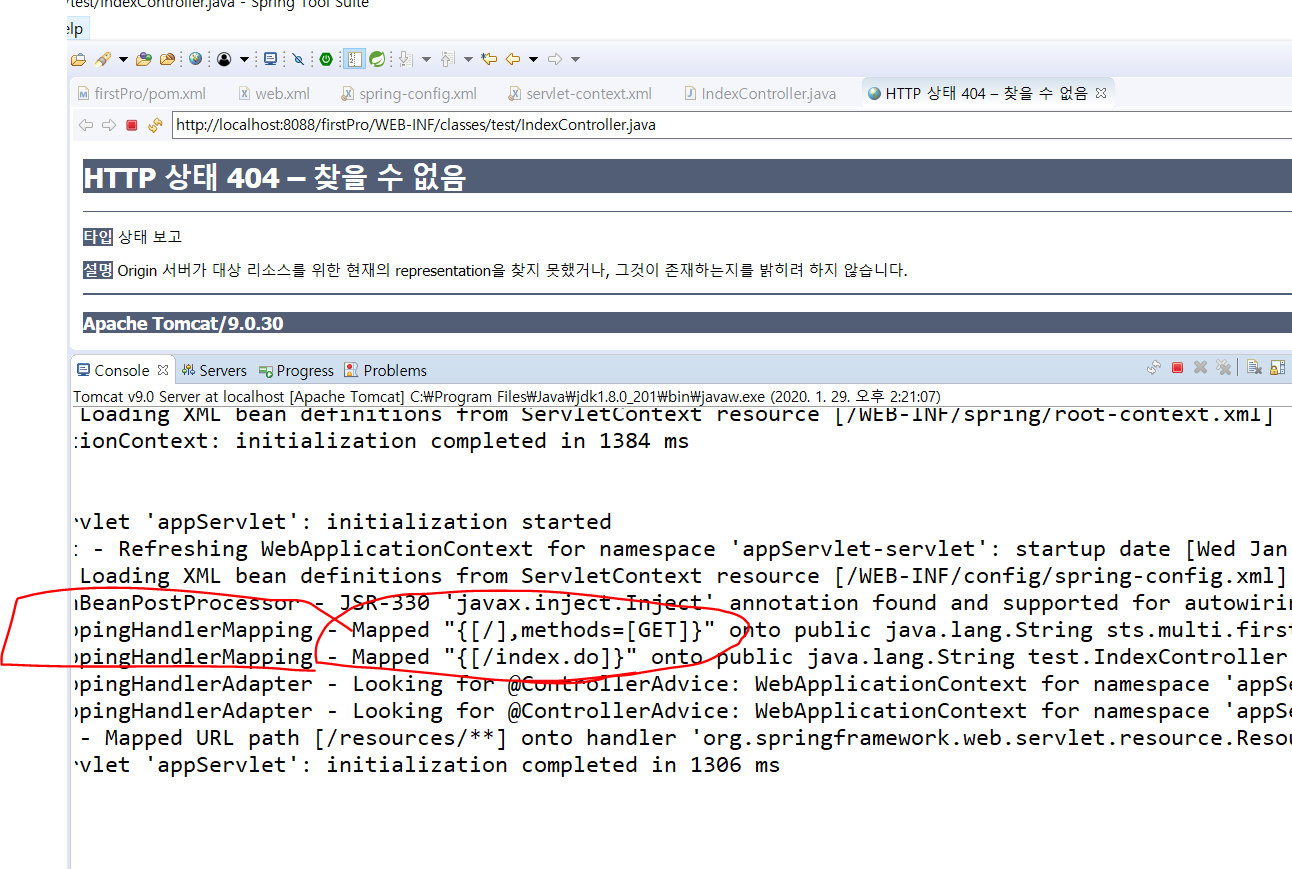 /test/IndexController.java - Spring Tool Suite
elp
firstPro/pom.xml web.xml spring-config.xml servlet-context.xml IndexController.java HTTP 상태 404 – 찾을 수 없음
http://localhost:8088/firstPro/WEB-INF/classes/test/IndexController.java
HTTP 상태 404 – 찾을 수 없음
타입 상태 보고
설명 Origin 서버가 대상 리소스를 위한 현재의 representation을 찾지 못했거나, 그것이 존재하는지를 밝히려 하지 않습니다.
Apache Tomcat/9.0.30
Console Servers Progress Problems
Tomcat v9.0 Server at localhost [Apache Tomcat] C:₩Program Files₩Java₩jdk1.8.0_201₩bin₩javaw.exe (2020. 1. 29. 오후 2:21:07)
Loading XML bean definitions from ServletContext resource [/WEB-INF/spring/root-context.xml]
tionContext: initialization completed in 1384 ms
rvlet 'appServlet': initialization started
t - Refreshing WebApplicationContext for namespace 'appServlet-servlet': startup date [Wed Jan
Loading XML bean definitions from ServletContext resource [/WEB-INF/config/spring-config.xml]
nBeanPostProcessor - JSR-330 'javax.inject.Inject' annotation found and supported for autowirin
ppingHandlerMapping - Mapped "{[/],methods=[GET]}" onto public java.lang.String sts.multi.first
ppingHandlerMapping - Mapped "{[/index.do]}" onto public java.lang.String test.IndexController
ppingHandlerAdapter - Looking for @ControllerAdvice: WebApplicationContext for namespace 'appSe
ppingHandlerAdapter - Looking for @ControllerAdvice: WebApplicationContext for namespace 'appSe
- Mapped URL path [/resources/**] onto handler 'org.springframework.web.servlet.resource.Resou
rvlet 'appServlet': initialization completed in 1306 ms